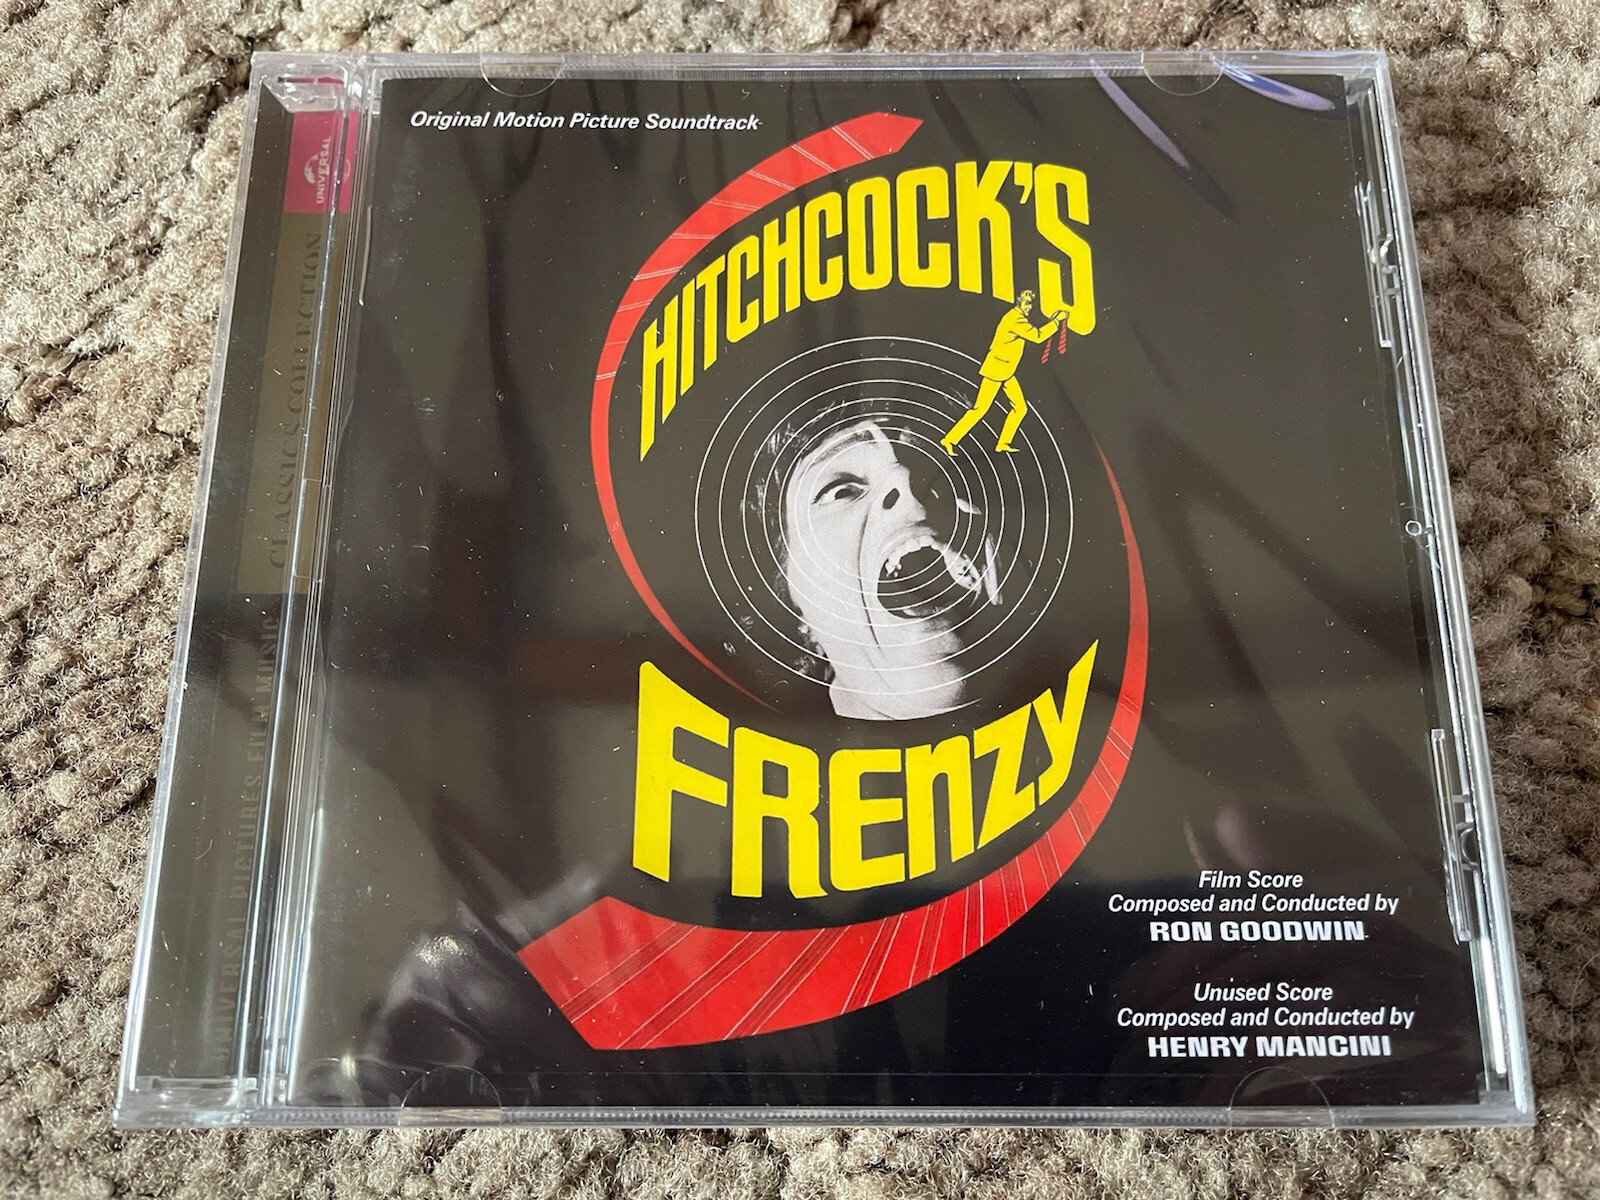 Original Motion Picture Soundtrack
HITCHCOCK'S
FRENZY
Film Score
Composed and Conducted by
RON GOODWIN
Unused Score
Composed and Conducted by
HENRY MANCINI
UNIVERSAL
UNIVERSAL PICTURES FILM MUSIC CLASSICS COLLECTION